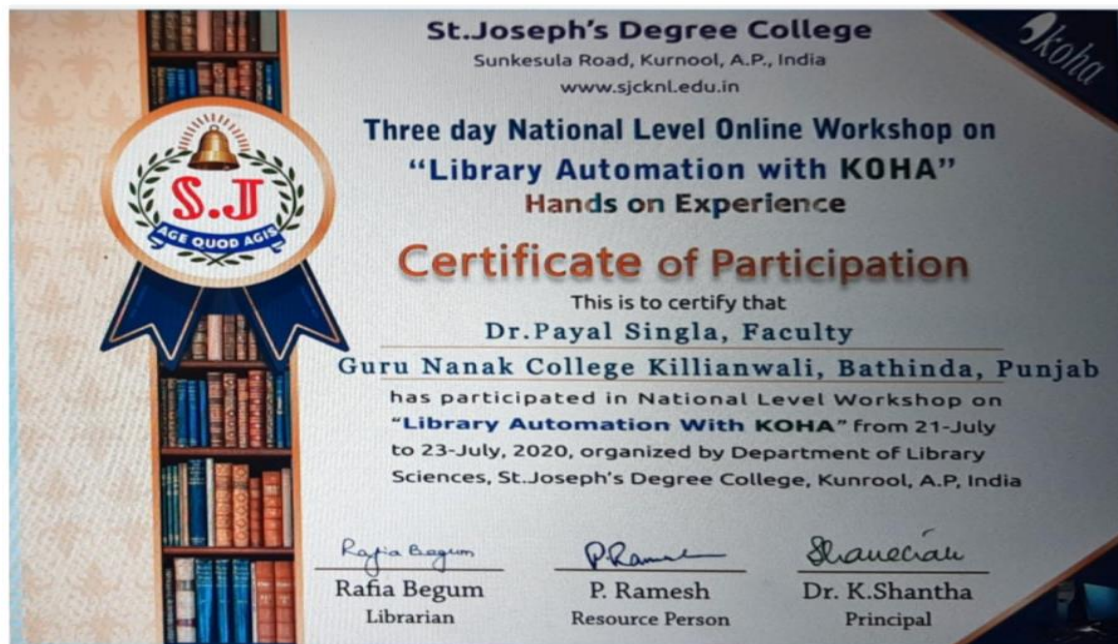 St.Joseph's Degree College
Sunkesula Road, Kurnool, A.P., India
www.sjcknl.edu.in
koha
Three day National Level Online Workshop on
"Library Automation with KOHA"
Hands on Experience
S.J
AGE QUOD AGIS
Certificate of Participation
This is to certify that
Dr.Payal Singla, Faculty
Guru Nanak College Killianwali, Bathinda, Punjab
has participated in National Level Workshop on
"Library Automation With KOHA" from 21-July
to 23-July, 2020, organized by Department of Library
Sciences, St.Joseph's Degree College, Kunrool, A.P, India
Rafia Begum
P.Ramesh
Rafia Begum
P. Ramesh
Dr. K.Shantha
Librarian
Resource Person
Principal